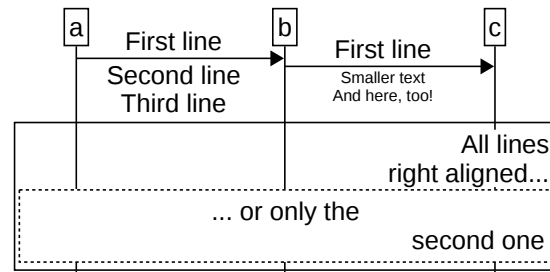 a
b
c
First line
Second line
Third line
First line
Smaller text
And here, too!
All lines
right aligned...
... or only the
second one